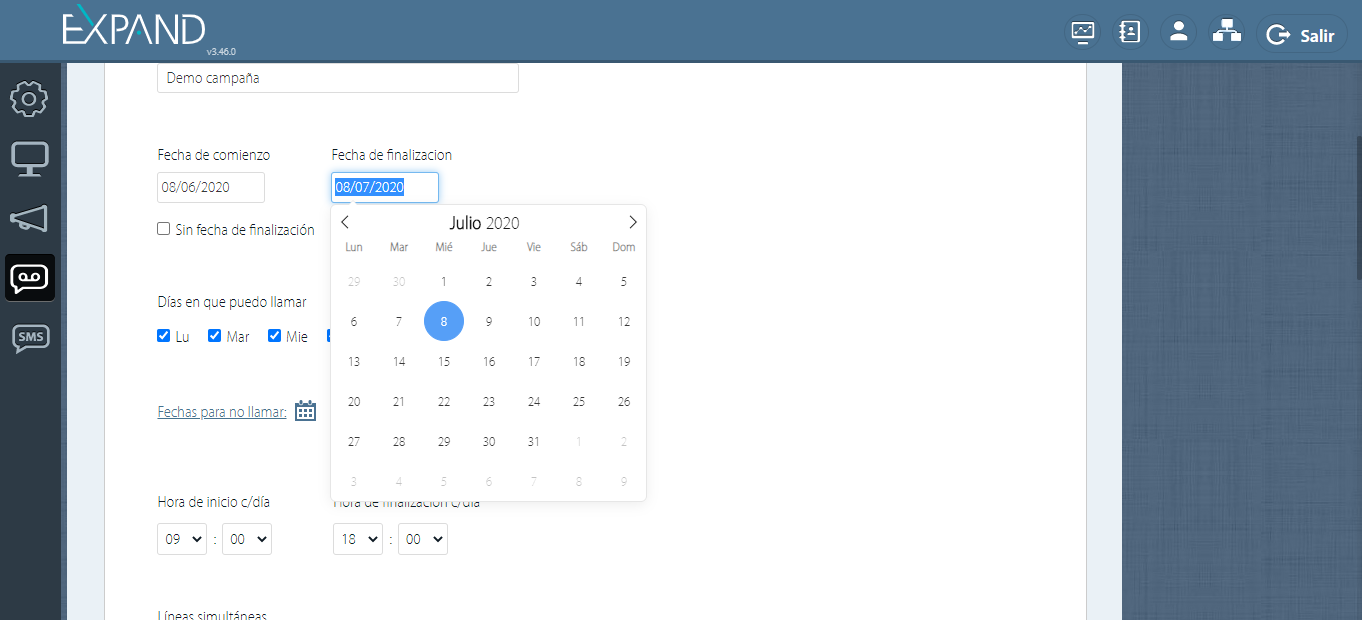 EXPAND
v3.46.0
Salir
Demo campaña
Fecha de comienzo
Fecha de finalizacion
08/06/2020
08/07/2020
Sin fecha de finalización
Julio 2020
Lun Mar Mié Jue Vie Sáb Dom
29 30 1 2 3 4 5
6 7 8 9 10 11 12
13 14 15 16 17 18 19
20 21 22 23 24 25 26
27 28 29 30 31 1 2
3 4 5 6 7 8 9
Días en que puedo llamar
Lu Mar Mie
Fechas para no llamar:
SMS
Hora de inicio c/día
Hora de finalización c/día
09 : 00
18 : 00
Líneas simultáneas